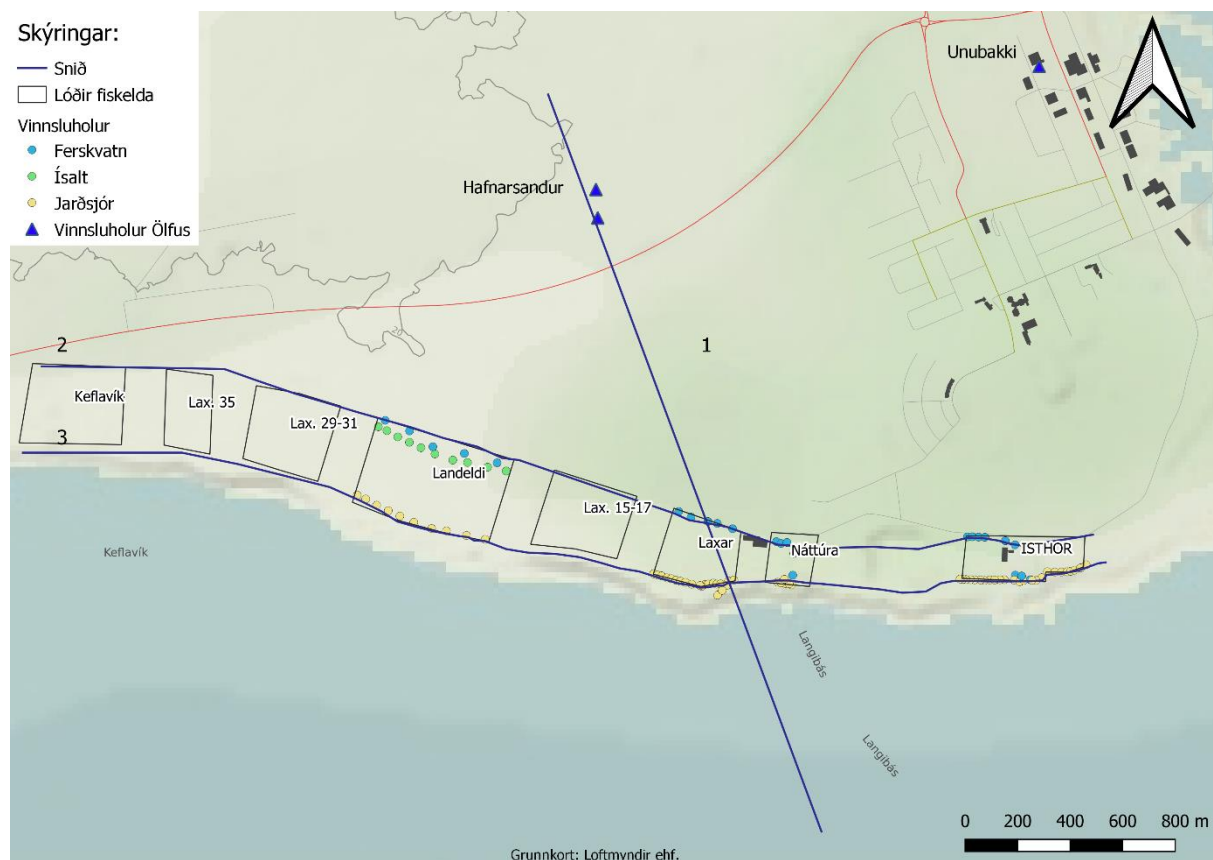 Skýringar:
Snið
Lóðir fiskelda
Vinnsluholur
Ferskvatn
Ísalt
Jarðsjór
Vinnsluholur Ölfus
Unubakki
Hafnarsandur
20
1
2
Keflavík
Lax. 35
Lax. 29-31
3
Landeldi
Lax. 15-17
Laxar
Náttúra
ISTHOR
Keflavík
Langibás
Langibás
0 200 400 600 800 m
Grunnkort: Loftmyndir ehf.